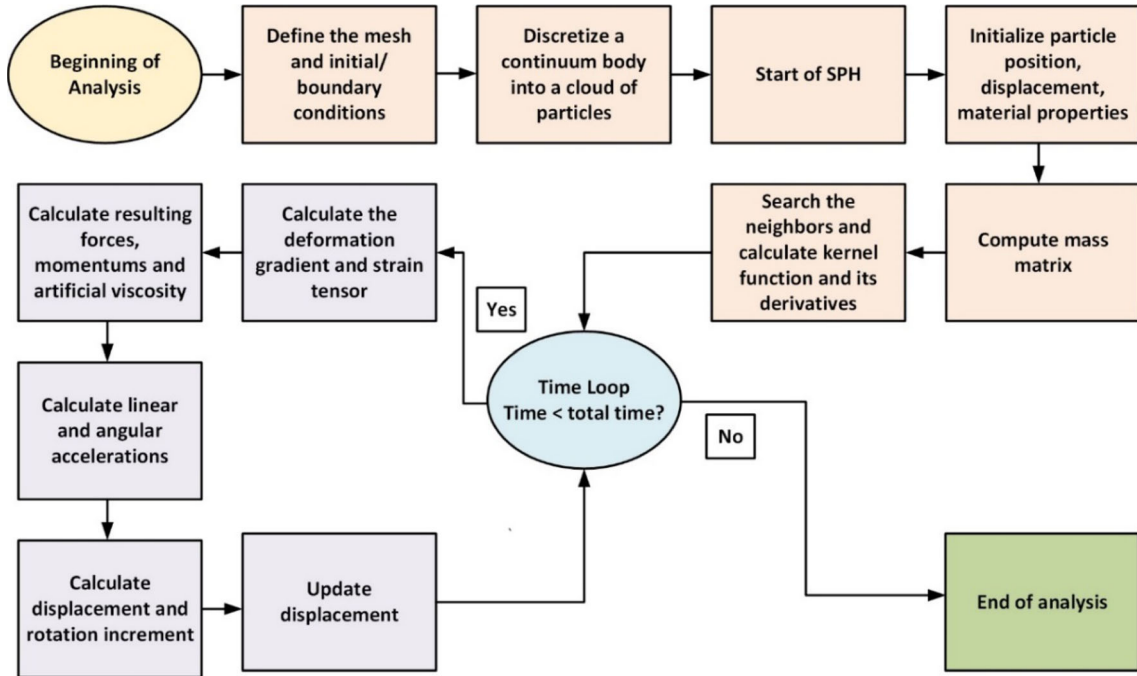 Beginning of
Analysis
Define the mesh
and initial/
boundary
conditions
Discretize a
continuum body
into a cloud of
particles
Start of SPH
Initialize particle
position,
displacement,
material properties
Compute mass
matrix
Search the
neighbors and
calculate kernel
function and its
derivatives
Time Loop
Time < total time?
Yes
Calculate the
deformation
gradient and strain
tensor
Calculate resulting
forces,
momentums and
artificial viscosity
Calculate linear
and angular
accelerations
Calculate
displacement and
rotation increment
Update
displacement
No
End of analysis